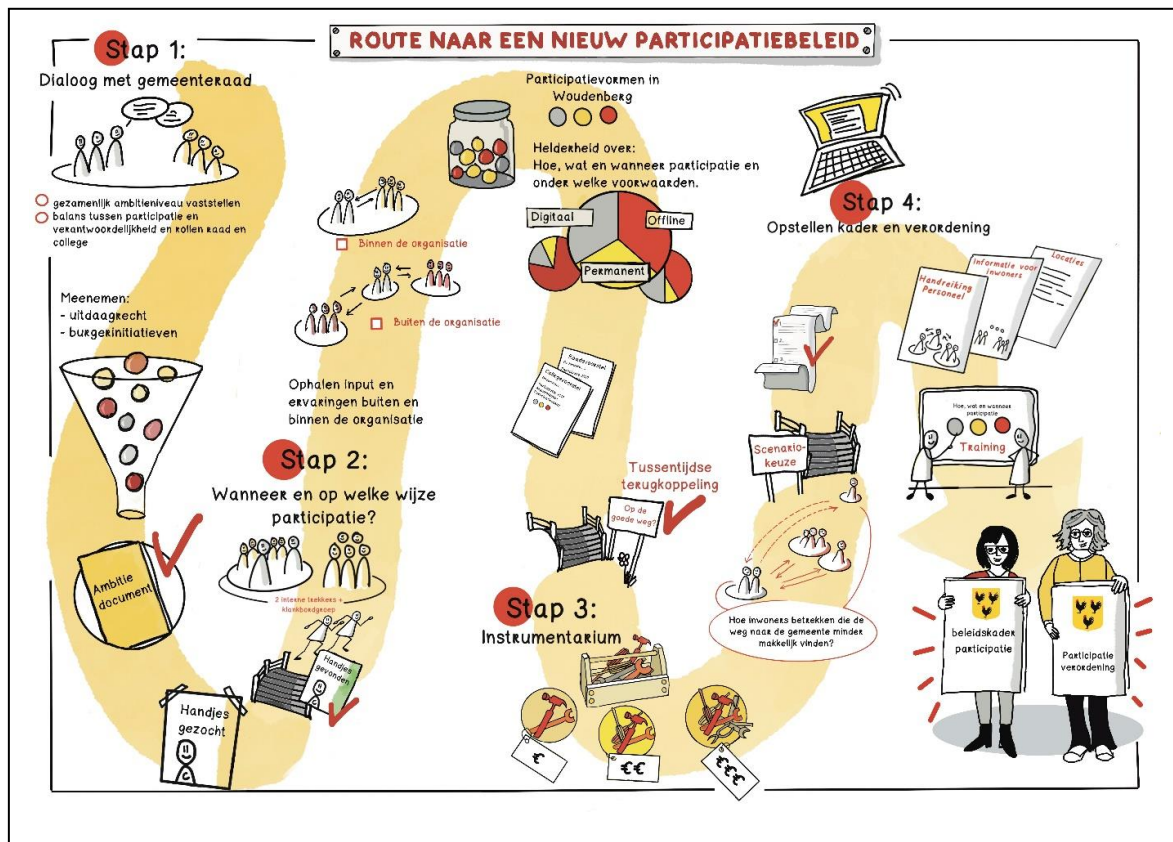 ROUTE NAAR EEN NIEUW PARTICIPATIEBELEID
Stap 1:
Dialoog met gemeenteraad
gezamenlijk ambitieniveau vaststellen
balans tussen participatie en
verantwoordelijkheid en rollen raad en
college
Meenemen:
- uitdaagrecht
- burgerinitiatieven
Ambitie
document
Handjes
gezocht
Handjes
gevonden
2 interne trekkers +
klankbordgroep
Stap 2:
Wanneer en op welke wijze
participatie?
Ophalen input en
ervaringen buiten en
binnen de organisatie
Buiten de organisatie
Binnen de organisatie
Participatievormen in
Woudenberg
Helderheid over:
Hoe, wat en wanneer participatie en
onder welke voorwaarden.
Digitaal
Offline
Permanent
Tussentijdse
terugkoppeling
Op de
goede weg?
Stap 3:
Instrumentarium
€
€€
€€€
Hoe inwoners betrekken die de
weg naar de gemeente minder
makkelijk vinden?
Scenario-
keuze
1.
2.
3.
Stap 4:
Opstellen kader en verordening
Handreiking
Personeel
Informatie voor
inwoners
Locaties
Hoe, wat en wanneer
participatie
Training
beleidskader
participatie
Participatie
verordening